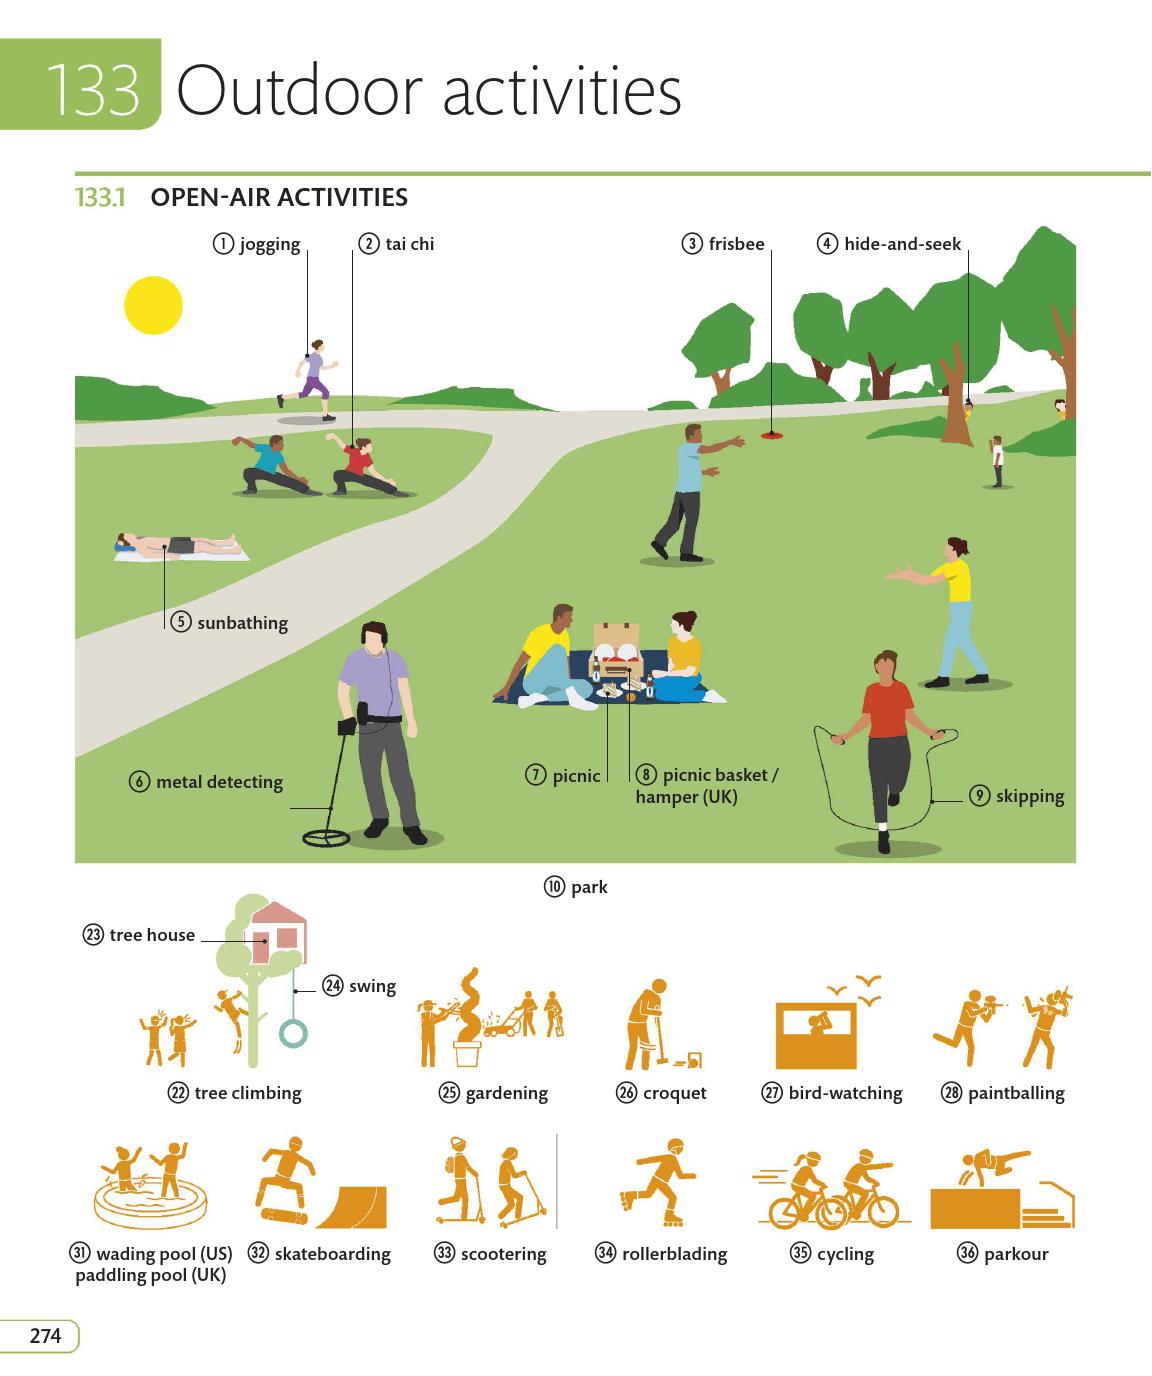 133 Outdoor activities
133.1 OPEN-AIR ACTIVITIES
1 jogging
2 tai chi
3 frisbee
4 hide-and-seek
5 sunbathing
6 metal detecting
7 picnic
8 picnic basket /
hamper (UK)
9 skipping
10 park
23 tree house
24 swing
22 tree climbing
25 gardening
26 croquet
27 bird-watching
28 paintballing
31 wading pool (US)
paddling pool (UK)
32 skateboarding
33 scootering
34 rollerblading
35 cycling
36 parkour
274